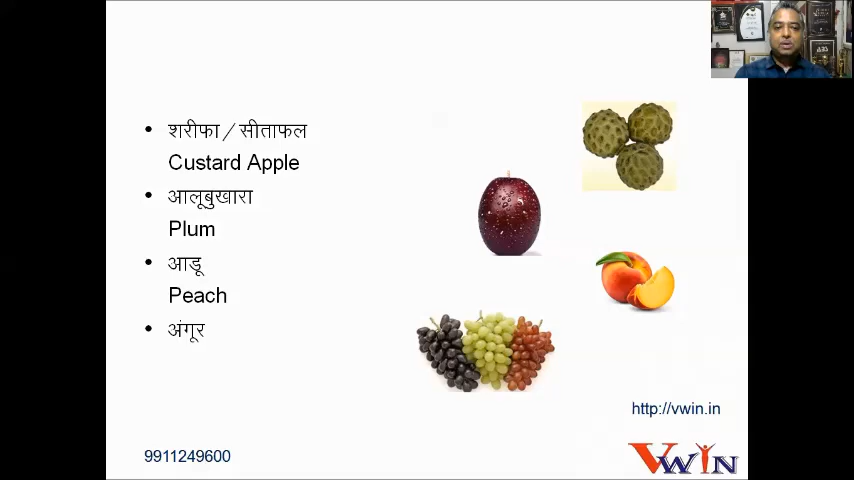 शरीफा / सीताफल
Custard Apple
आलूबुखारा
Plum
आडू
Peach
अंगूर
http://vwin.in
9911249600
VWIN